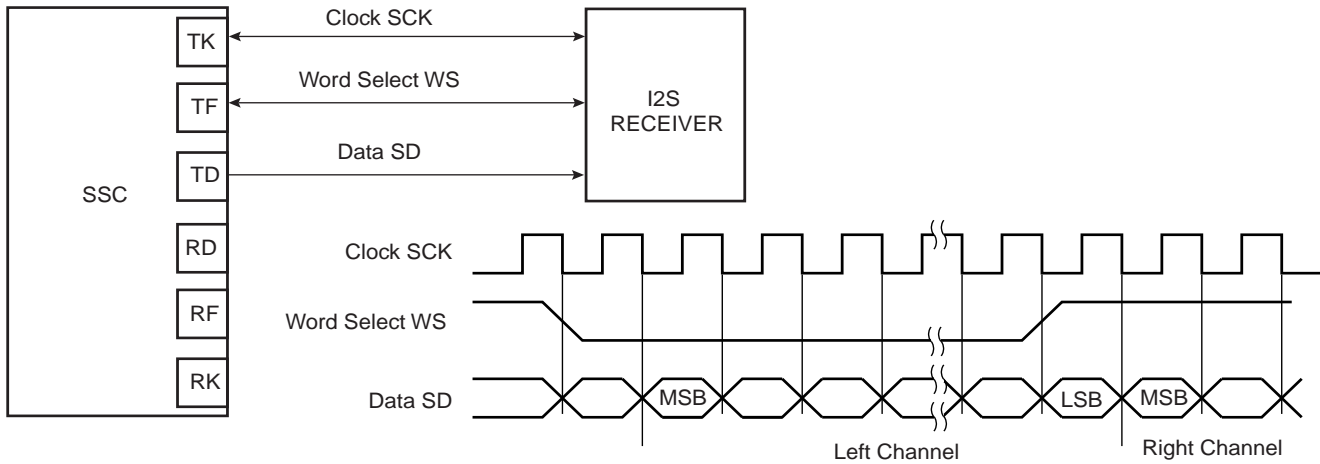 Clock SCK
TK
Word Select WS
TF
I2S
RECEIVER
Data SD
TD
SSC
RD
RF
RK
Clock SCK
Word Select WS
Data SD
MSB
LSB
MSB
Left Channel
Right Channel